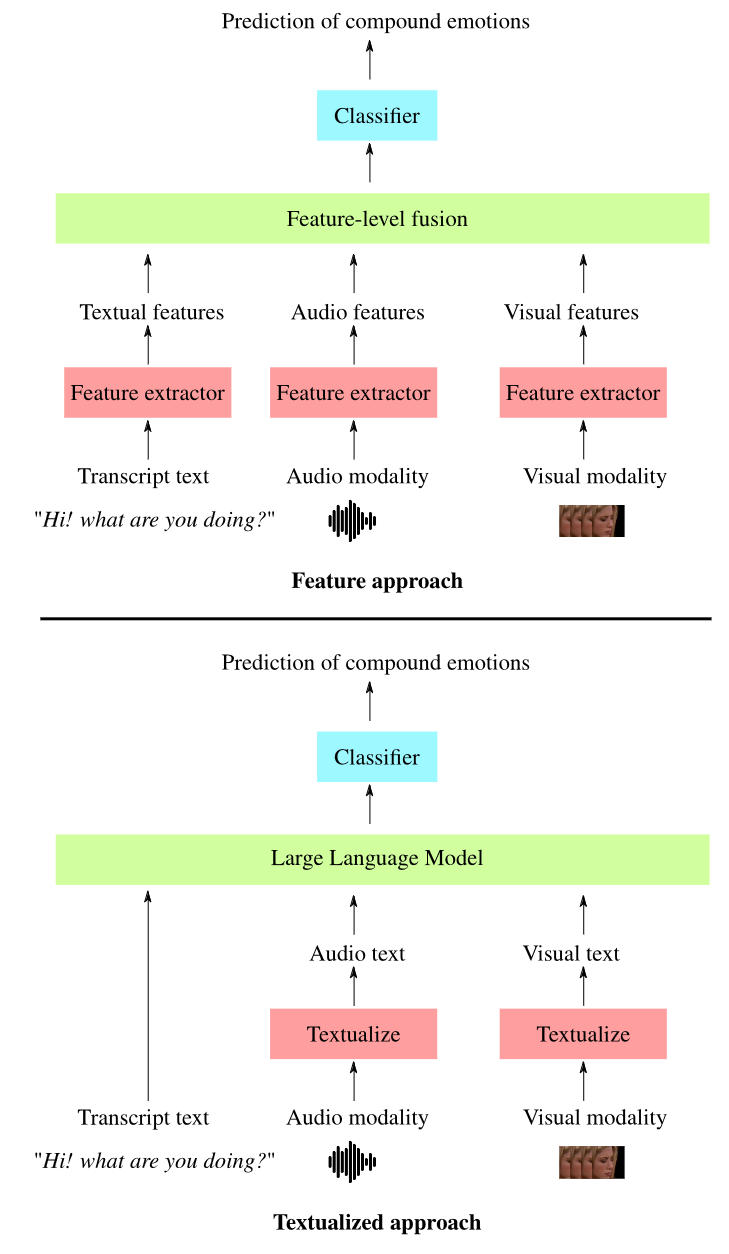 Prediction of compound emotions
Classifier
Feature-level fusion
Textual features Audio features Visual features
Feature extractor Feature extractor Feature extractor
Transcript text Audio modality Visual modality
"Hi! what are you doing?"
Feature approach
Prediction of compound emotions
Classifier
Large Language Model
Audio text Visual text
Textualize Textualize
Transcript text Audio modality Visual modality
"Hi! what are you doing?"
Textualized approach